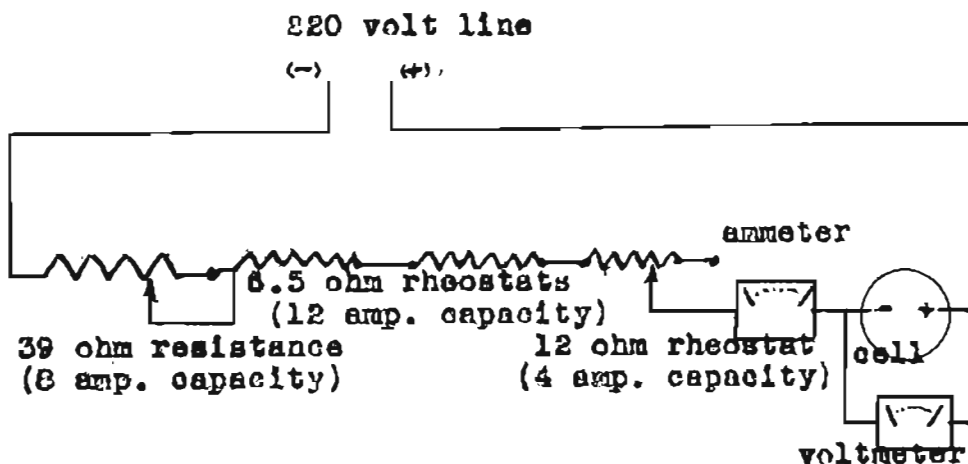 220 volt line
(-) (+)
ammeter
6.5 ohm rheostats
(12 amp. capacity)
39 ohm resistance
(8 amp. capacity)
12 ohm rheostat
(4 amp. capacity)
- +
cell
voltmeter